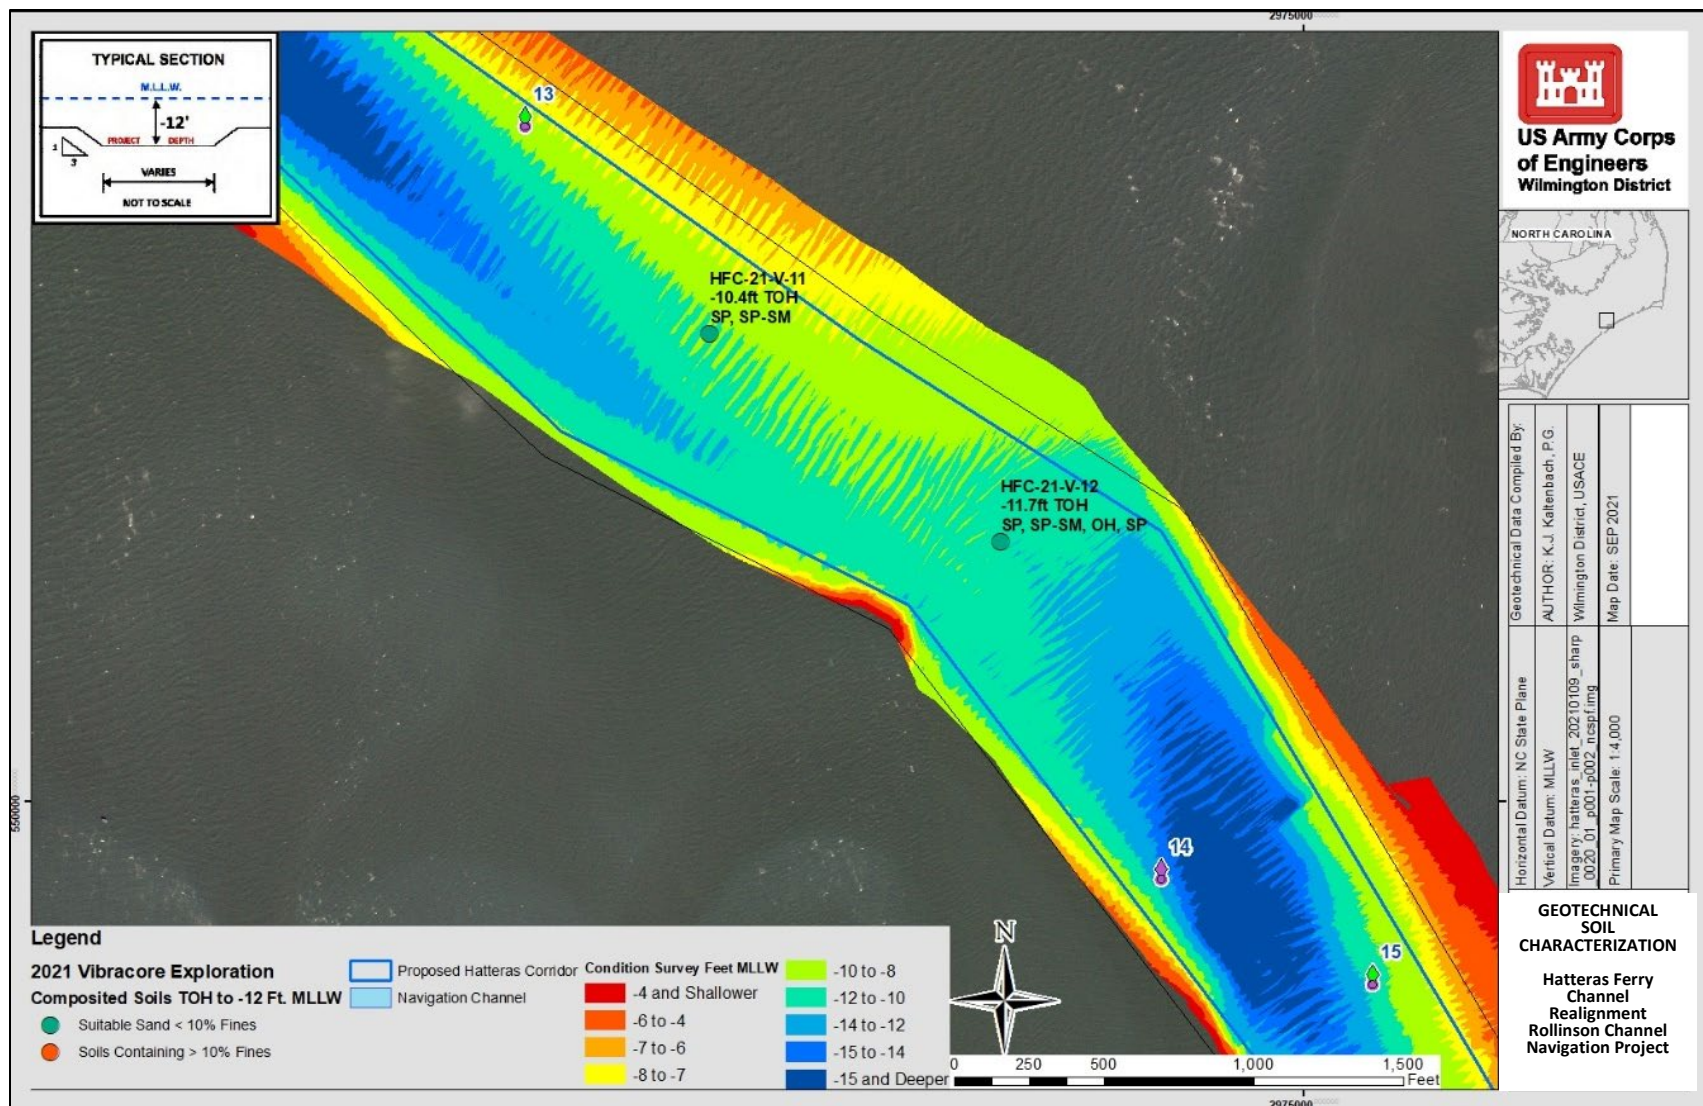 2975000
TYPICAL SECTION
M.L.L.W.
-12'
PROJECT DEPTH
1
3
VARIES
NOT TO SCALE
13
HFC-21-V-11
-10.4ft TOH
SP, SP-SM
HFC-21-V-12
-11.7ft TOH
SP, SP-SM, OH, SP
14
15
550000
US Army Corps
of Engineers
Wilmington District
NORTH CAROLINA
Geotechnical Data Compiled By:
AUTHOR: K.J. Kaltenbach, P.G.
Wilmington District, USACE
Map Date: SEP 2021
Horizontal Datum: NC State Plane
Vertical Datum: MLLW
Imagery: hatteras_inlet_20210109_sharp
_0020_01_p001-p002_ncspf.img
Primary Map Scale: 1:4,000
GEOTECHNICAL
SOIL
CHARACTERIZATION
Hatteras Ferry
Channel
Realignment
Rollinson Channel
Navigation Project
Legend
2021 Vibracore Exploration
Composited Soils TOH to -12 Ft. MLLW
Suitable Sand < 10% Fines
Soils Containing > 10% Fines
Proposed Hatteras Corridor
Navigation Channel
Condition Survey Feet MLLW
-4 and Shallower
-6 to -4
-7 to -6
-8 to -7
-10 to -8
-12 to -10
-14 to -12
-15 to -14
-15 and Deeper
N
0 250 500 1,000 1,500
Feet
2975000